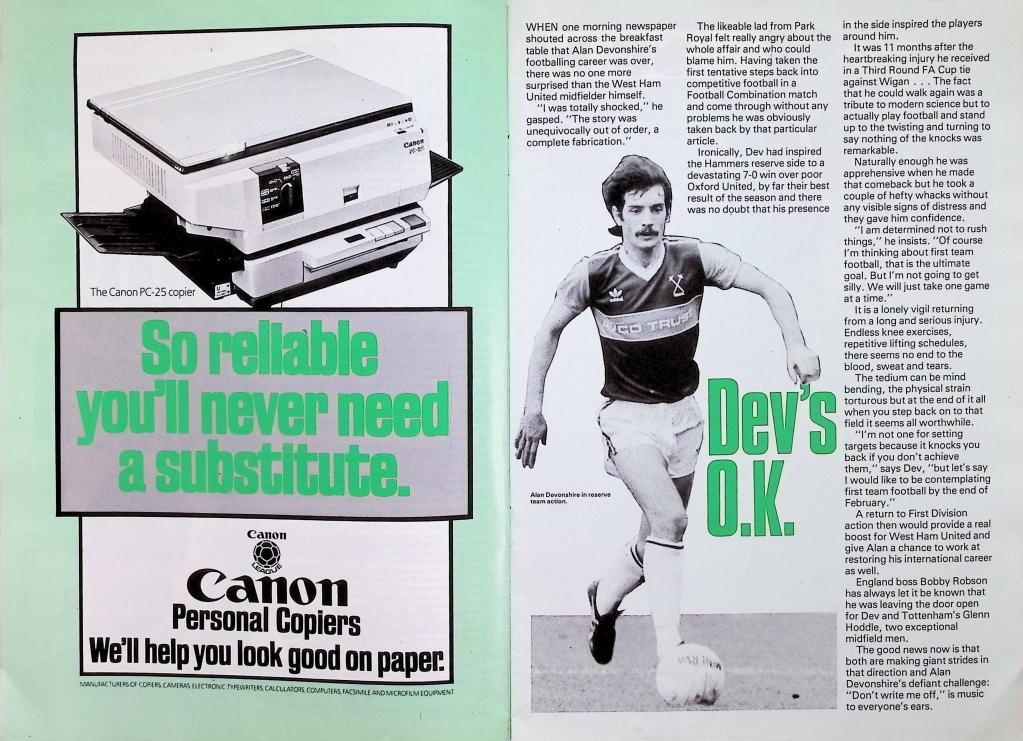 Canon
PC-25
The Canon PC-25 copier
So reliable
you'll never need
a substitute.
Canon
LEAGUE
Canon
Personal Copiers
We'll help you look good on paper.
MANUFACTURERS OF COPIERS, CAMERAS, ELECTRONIC TYPEWRITERS, CALCULATORS, COMPUTERS, FACSIMILE AND MICROFILM EQUIPMENT
WHEN one morning newspaper
shouted across the breakfast
table that Alan Devonshire's
footballing career was over,
there was no one more
surprised than the West Ham
United midfielder himself.
"I was totally shocked," he
gasped. "The story was
unequivocally out of order, a
complete fabrication."
The likeable lad from Park
Royal felt really angry about the
whole affair and who could
blame him. Having taken the
first tentative steps back into
competitive football in a
Football Combination match
and come through without any
problems he was obviously
taken back by that particular
article.
Ironically, Dev had inspired
the Hammers reserve side to a
devastating 7-0 win over poor
Oxford United, by far their best
result of the season and there
was no doubt that his presence
in the side inspired the players
around him.
It was 11 months after the
heartbreaking injury he received
in a Third Round FA Cup tie
against Wigan . . . The fact
that he could walk again was a
tribute to modern science but to
actually play football and stand
up to the twisting and turning to
say nothing of the knocks was
remarkable.
Naturally enough he was
apprehensive when he made
that comeback but he took a
couple of hefty whacks without
any visible signs of distress and
they gave him confidence.
"I am determined not to rush
things," he insists. "Of course
I'm thinking about first team
football, that is the ultimate
goal. But I'm not going to get
silly. We will just take one game
at a time."
It is a lonely vigil returning
from a long and serious injury.
Endless knee exercises,
repetitive lifting schedules,
there seems no end to the
blood, sweat and tears.
The tedium can be mind
bending, the physical strain
torturous but at the end of it all
when you step back on to that
field it seems all worthwhile.
"I'm not one for setting
targets because it knocks you
back if you don't achieve
them," says Dev, "but let's say
I would like to be contemplating
first team football by the end of
February."
A return to First Division
action then would provide a real
boost for West Ham United and
give Alan a chance to work at
restoring his international career
as well.
England boss Bobby Robson
has always let it be known that
he was leaving the door open
for Dev and Tottenham's Glenn
Hoddle, two exceptional
midfield men.
The good news now is that
both are making giant strides in
that direction and Alan
Devonshire's defiant challenge:
"Don't write me off," is music
to everyone's ears.
adidas
CO TRUS
Dev's
O.K.
Alan Devonshire in reserve
team action.